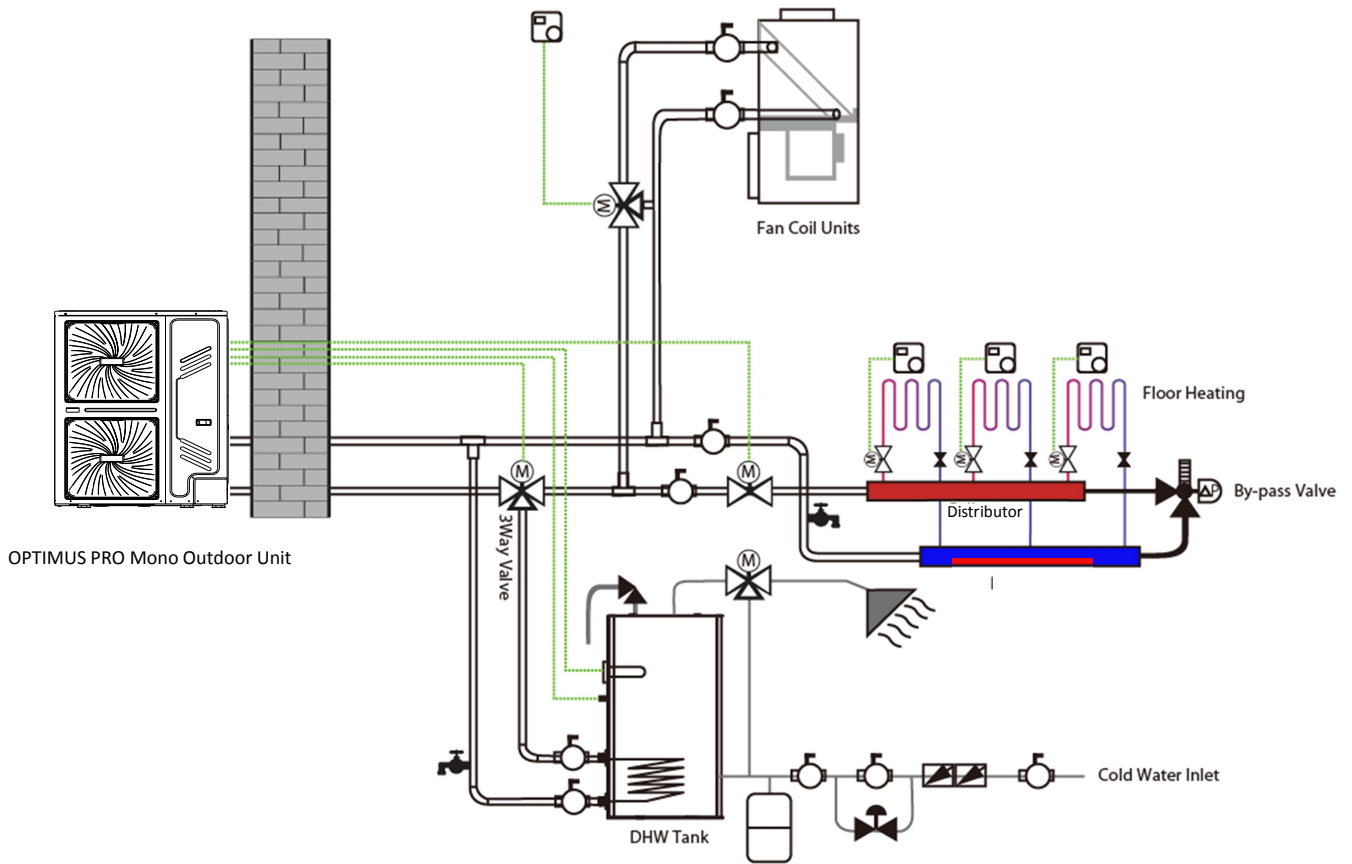 M
Fan Coil Units
Floor Heating
M
M
M
M
M
ΔP
By-pass Valve
Distributor
3Way Valve
OPTIMUS PRO Mono Outdoor Unit
M
Cold Water Inlet
DHW Tank